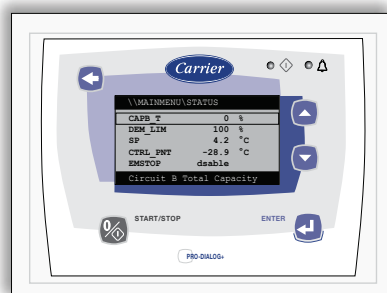 Carrier
\\MAINMENU\STATUS
CAPB_T 0 %
DEM_LIM 100 %
SP 4.2 °C
CTRL_PNT -28.9 °C
EMSTOP dsable
Circuit B Total Capacity
START/STOP
ENTER
PRO-DIALOG+